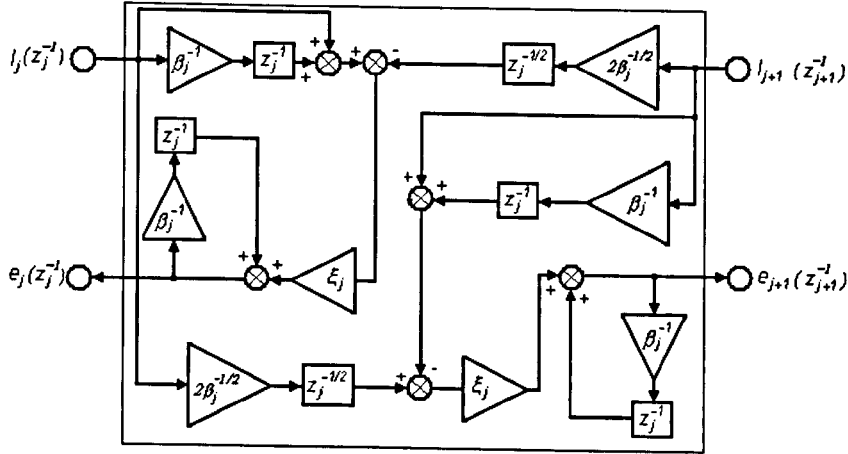 I_j(z_j^{-1})
β_j^{-1}
z_j^{-1}
+
+
+
-
z_j^{-1/2}
2β_j^{-1/2}
I_{j+1}(z_{j+1}^{-1})
z_j^{-1}
β_j^{-1}
+
+
z_j^{-1}
β_j^{-1}
e_j(z_j^{-1})
+
+
ξ_j
+
+
e_{j+1}(z_{j+1}^{-1})
β_j^{-1}
2β_j^{-1/2}
z_j^{-1/2}
+
-
ξ_j
z_j^{-1}